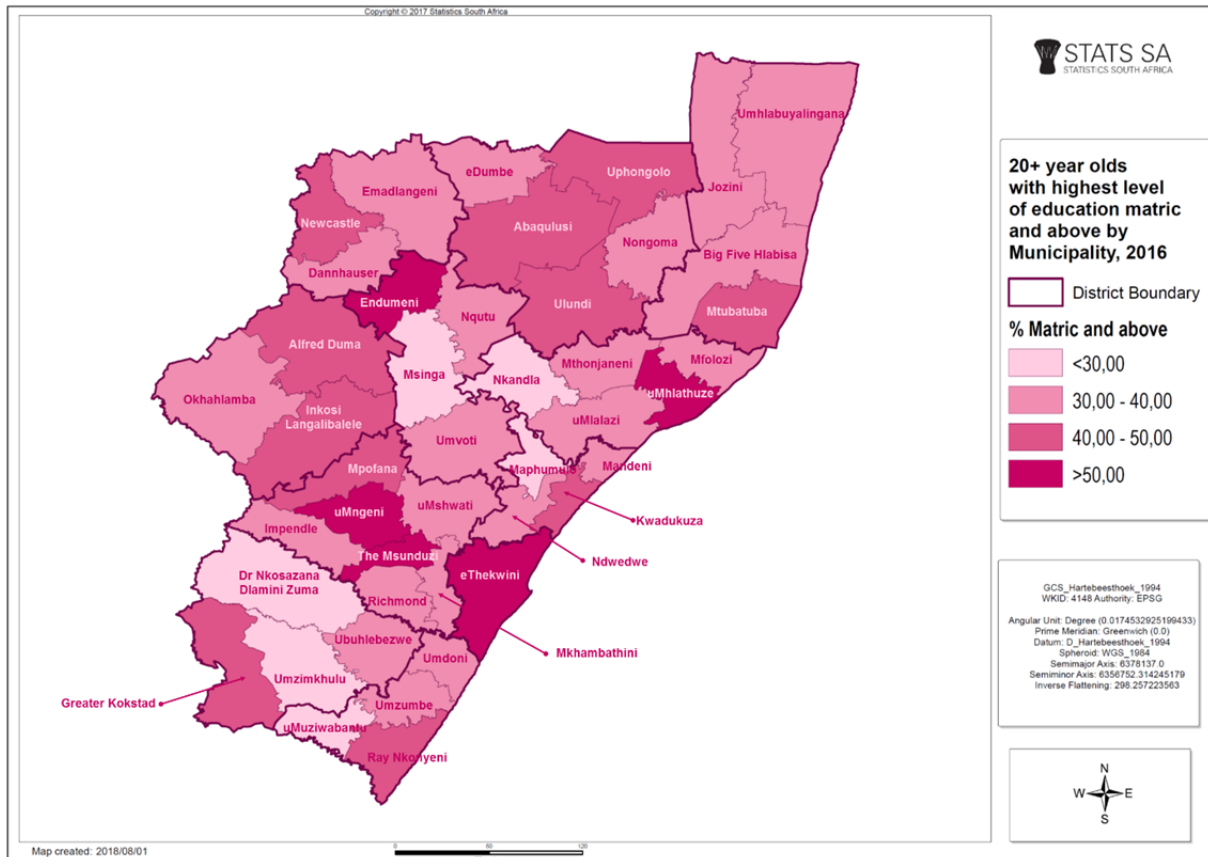 Copyright © 2017 Statistics South Africa
STATS SA
STATISTICS SOUTH AFRICA
20+ year olds
with highest level
of education matric
and above by
Municipality, 2016
District Boundary
% Matric and above
<30,00
30,00 - 40,00
40,00 - 50,00
>50,00
GCS_Hartebeesthoek_1994
WKID: 4148 Authority: EPSG
Angular Unit: Degree (0.0174532925199433)
Prime Meridian: Greenwich (0.0)
Datum: D_Hartebeesthoek_1994
Spheroid: WGS_1984
Semimajor Axis: 6378137.0
Semiminor Axis: 6356752.314245179
Inverse Flattening: 298.257223563
N
W E
S
Umhlabuyalingana
eDumbe
Uphongolo
Emadlangeni
Jozini
Newcastle
Abaqulusi
Nongoma
Big Five Hlabisa
Dannhauser
Endumeni
Ulundi
Mtubatuba
Nqutu
Alfred Duma
Mthonjaneni
Mfolozi
Msinga
Nkandla
uMhlathuze
Okhahlamba
Inkosi
Langalibalele
uMlalazi
Umvoti
Mpofana
Maphumulo
Mandeni
uMngeni
uMshwati
Kwadukuza
Impendle
The Msunduzi
Ndwedwe
eThekwini
Dr Nkosazana
Dlamini Zuma
Richmond
Ubuhlebezwe
Mkhambathini
Umdoni
Umzimkhulu
Greater Kokstad
Umzumbe
uMuziwabantu
Ray Nkonyeni
Map created: 2018/08/01
0 60 120